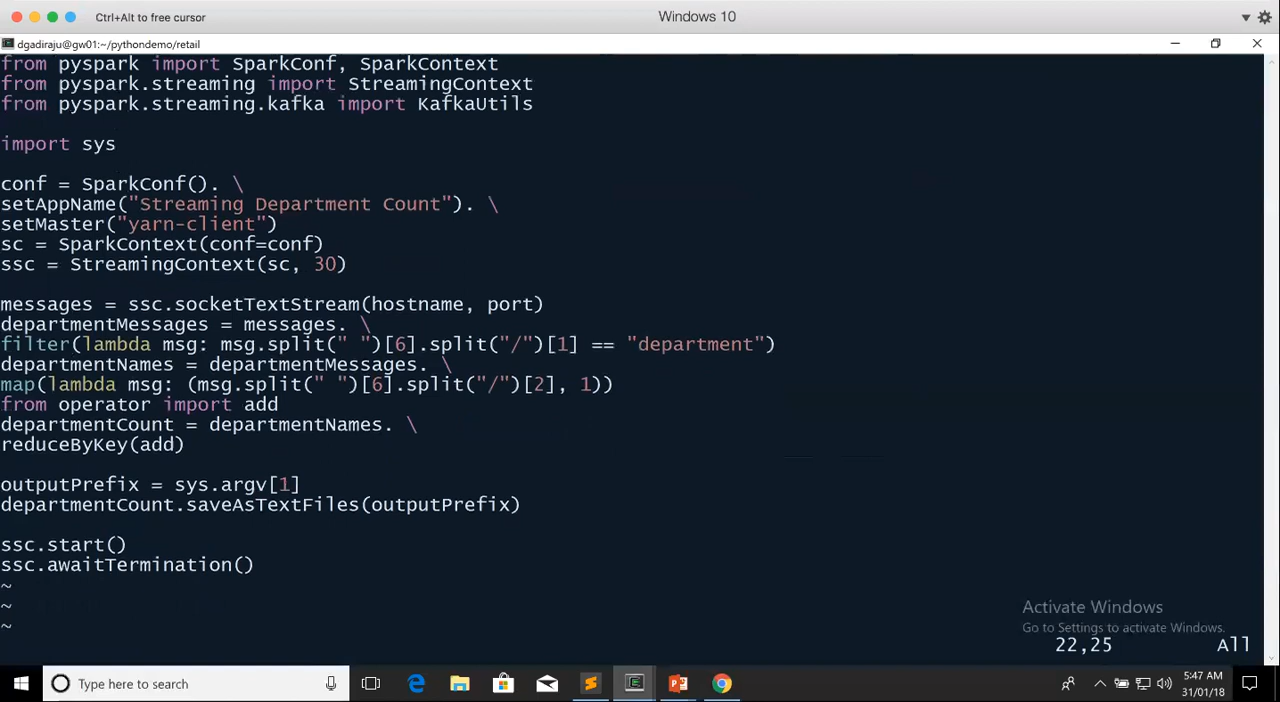 Ctrl+Alt to free cursor
Windows 10
dgadiraju@gw01:~/pythondemo/retail
from pyspark import SparkConf, SparkContext
from pyspark.streaming import StreamingContext
from pyspark.streaming.kafka import KafkaUtils
import sys
conf = SparkConf(). \
setAppName("Streaming Department Count"). \
setMaster("yarn-client")
sc = SparkContext(conf=conf)
ssc = StreamingContext(sc, 30)
messages = ssc.socketTextStream(hostname, port)
departmentMessages = messages. \
filter(lambda msg: msg.split(" ")[6].split("/")[1] == "department")
departmentNames = departmentMessages. \
map(lambda msg: (msg.split(" ")[6].split("/")[2], 1))
from operator import add
departmentCount = departmentNames. \
reduceByKey(add)
outputPrefix = sys.argv[1]
departmentCount.saveAsTextFiles(outputPrefix)
ssc.start()
ssc.awaitTermination()
~
~
~
Activate Windows
Go to Settings to activate Windows.
22,25 All
Type here to search
5:47 AM
31/01/18